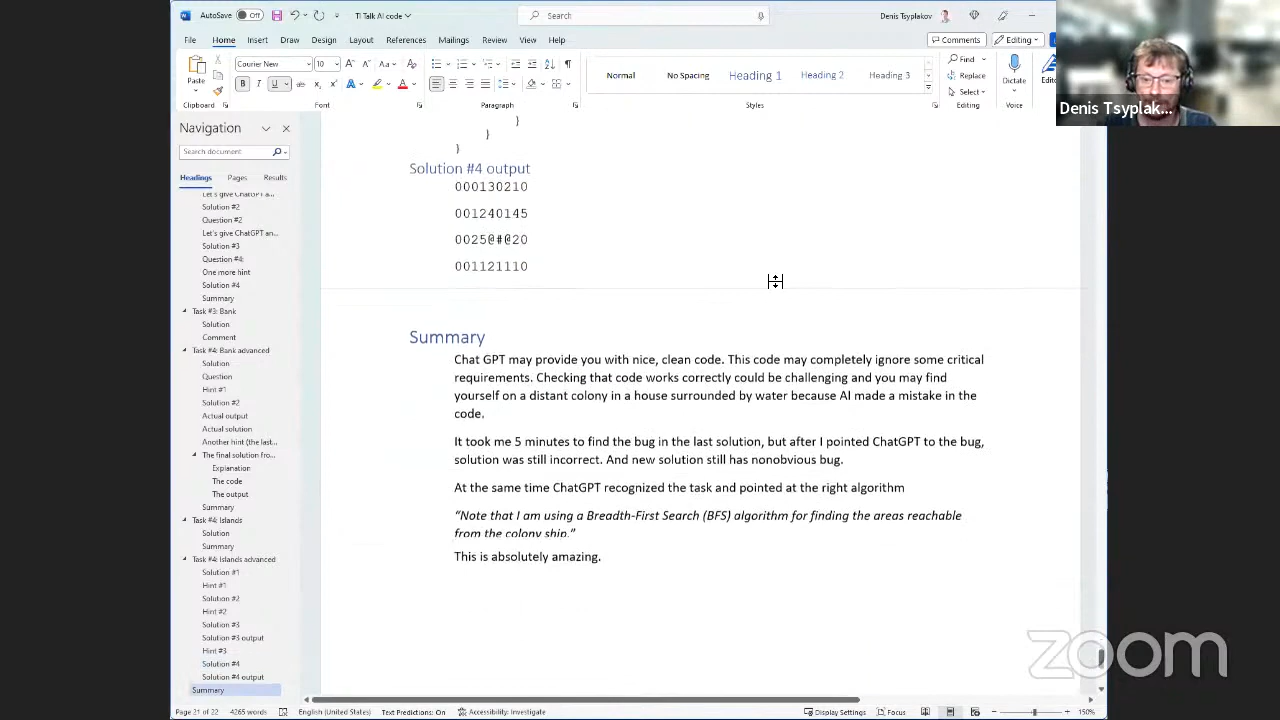 AutoSave Off TI Talk AI code Search Denis Tsyplakov
File Home Insert Draw Design Layout References Mailings Review View Help Comments Editing
Paste Courier New 10 Normal No Spacing Heading 1 Heading 2 Heading 3 Find Replace Select Dictate
Clipboard Font Paragraph Styles Editing Voice
Denis Tsyplak...
Navigation
Search document
Headings Pages Results
Let's give ChatGPT a...
Solution #2
Question #2
Let's give ChatGPT an...
Solution #3
Question #4:
One more hint
Solution #4
Summary
Task #3: Bank
Solution
Comment
Task #4: Bank advanced
Solution
Question
Hint #1
Solution #2
Actual output
Actual solution
Another hint (the last...
The final solution fro...
Explanation
The code
The output
Summary
Task #4: Islands
Solution
Summary
Task #4: Islands advanced
Solution #1
Hint #1
Solution #2
Hint #2
Solution #3
Solution #3 output
Hint #3
Solution #4
Solution #4 output
Summary
}
}
}
Solution #4 output
000130210
001240145
0025@#@20
001121110
Summary
Chat GPT may provide you with nice, clean code. This code may completely ignore some critical
requirements. Checking that code works correctly could be challenging and you may find
yourself on a distant colony in a house surrounded by water because AI made a mistake in the
code.
It took me 5 minutes to find the bug in the last solution, but after I pointed ChatGPT to the bug,
solution was still incorrect. And new solution still has nonobvious bug.
At the same time ChatGPT recognized the task and pointed at the right algorithm
“Note that I am using a Breadth-First Search (BFS) algorithm for finding the areas reachable
from the colony ship.”
This is absolutely amazing.
zoom
Page 21 of 22 4265 words English (United States) Text Predictions: On Accessibility: Investigate Display Settings Focus 150%